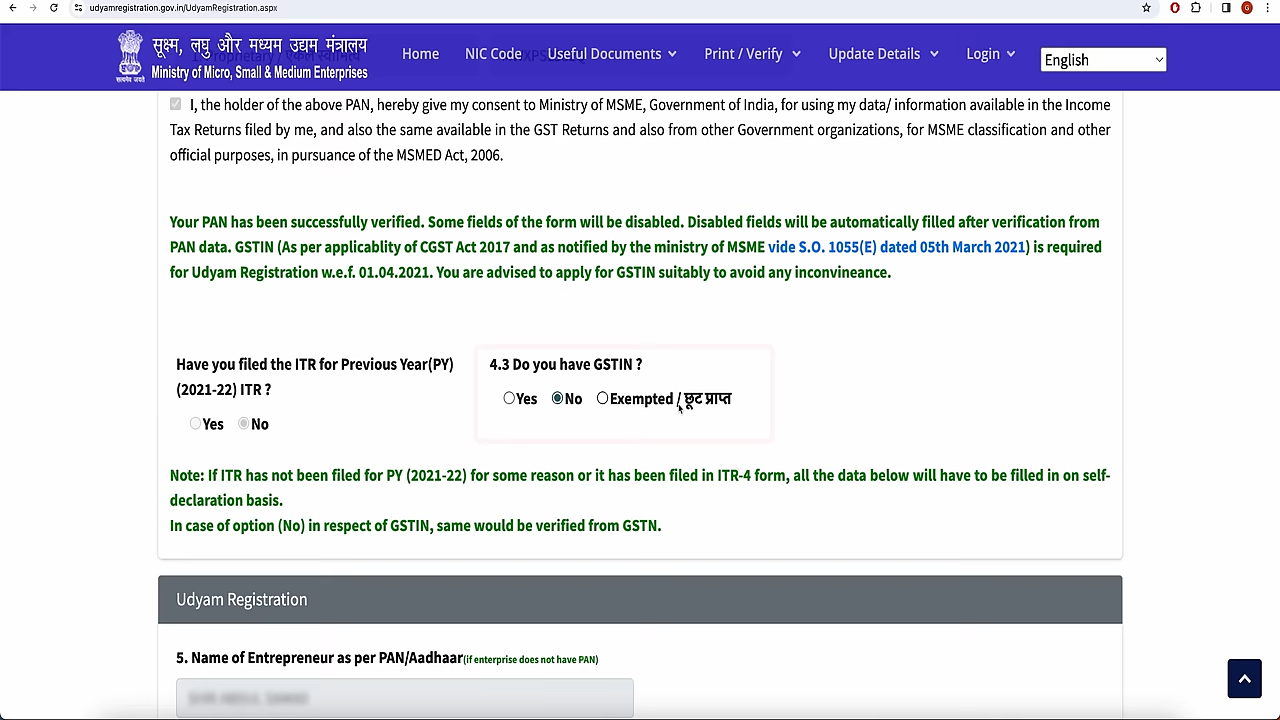 udyamregistration.gov.in/UdyamRegistration.aspx
सूक्ष्म, लघु और मध्यम उद्यम मंत्रालय
Ministry of Micro, Small & Medium Enterprises
सत्यमेव जयते
Home NIC Code Useful Documents Print / Verify Update Details Login English
I, the holder of the above PAN, hereby give my consent to Ministry of MSME, Government of India, for using my data/ information available in the Income
Tax Returns filed by me, and also the same available in the GST Returns and also from other Government organizations, for MSME classification and other
official purposes, in pursuance of the MSMED Act, 2006.
Your PAN has been successfully verified. Some fields of the form will be disabled. Disabled fields will be automatically filled after verification from
PAN data. GSTIN (As per applicablity of CGST Act 2017 and as notified by the ministry of MSME vide S.O. 1055(E) dated 05th March 2021) is required
for Udyam Registration w.e.f. 01.04.2021. You are advised to apply for GSTIN suitably to avoid any inconvineance.
Have you filed the ITR for Previous Year(PY)
(2021-22) ITR ?
Yes No
4.3 Do you have GSTIN ?
Yes No Exempted / छूट प्राप्त
Note: If ITR has not been filed for PY (2021-22) for some reason or it has been filed in ITR-4 form, all the data below will have to be filled in on self-
declaration basis.
In case of option (No) in respect of GSTIN, same would be verified from GSTN.
Udyam Registration
5. Name of Entrepreneur as per PAN/Aadhaar(if enterprise does not have PAN)